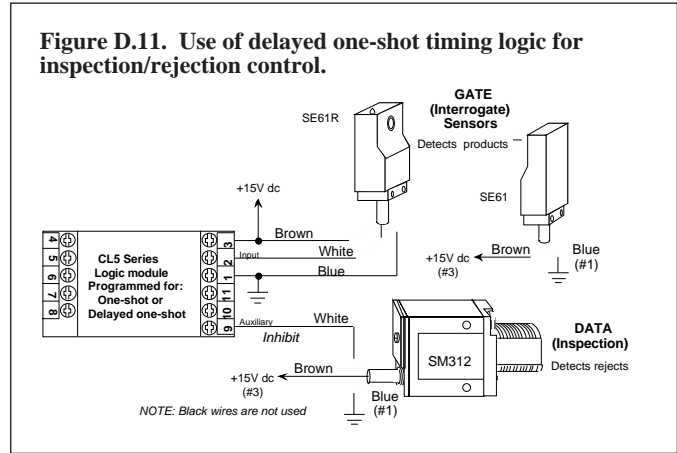 Figure D.11. Use of delayed one-shot timing logic for
inspection/rejection control.
GATE
(Interrogate)
Sensors
Detects products
SE61R
SE61
+15V dc
Brown
White
Blue
Input
4
5
6
7
8
CL5 Series
Logic module
Programmed for:
One-shot or
Delayed one-shot
3
2
1
11
10
9
Auxiliary
White
Inhibit
+15V dc
(#3)
Brown
Blue
(#1)
SM312
DATA
(Inspection)
Detects rejects
+15V dc
(#3)
Brown
Blue
(#1)
NOTE: Black wires are not used